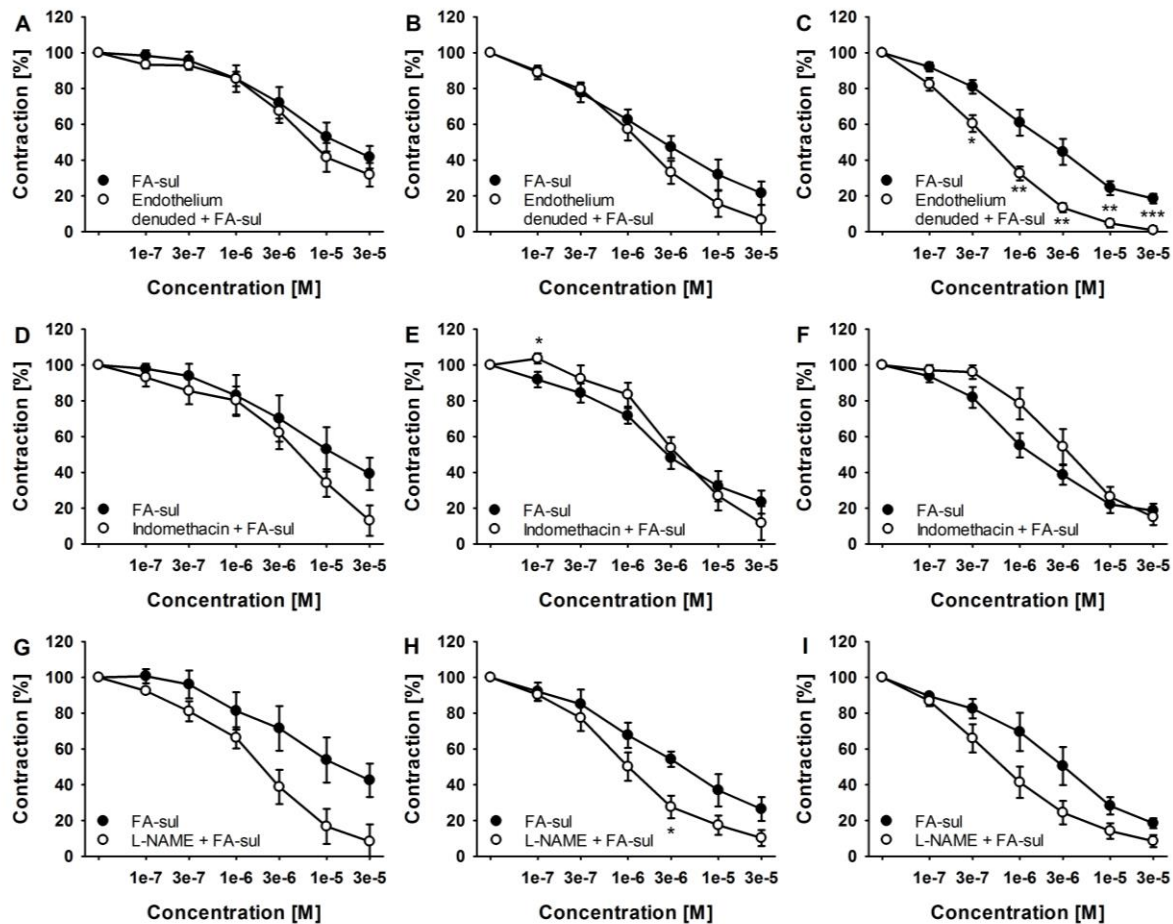 A
Contraction [%]
120
100
80
60
40
20
0
FA-sul
Endothelium
denuded + FA-sul
1e-7 3e-7 1e-6 3e-6 1e-5 3e-5
Concentration [M]
B
Contraction [%]
120
100
80
60
40
20
0
FA-sul
Endothelium
denuded + FA-sul
1e-7 3e-7 1e-6 3e-6 1e-5 3e-5
Concentration [M]
C
Contraction [%]
120
100
80
60
40
20
0
*
**
**
**
***
FA-sul
Endothelium
denuded + FA-sul
1e-7 3e-7 1e-6 3e-6 1e-5 3e-5
Concentration [M]
D
Contraction [%]
120
100
80
60
40
20
0
FA-sul
Indomethacin + FA-sul
1e-7 3e-7 1e-6 3e-6 1e-5 3e-5
Concentration [M]
E
Contraction [%]
120
100
80
60
40
20
0
*
FA-sul
Indomethacin + FA-sul
1e-7 3e-7 1e-6 3e-6 1e-5 3e-5
Concentration [M]
F
Contraction [%]
120
100
80
60
40
20
0
FA-sul
Indomethacin + FA-sul
1e-7 3e-7 1e-6 3e-6 1e-5 3e-5
Concentration [M]
G
Contraction [%]
120
100
80
60
40
20
0
FA-sul
L-NAME + FA-sul
1e-7 3e-7 1e-6 3e-6 1e-5 3e-5
Concentration [M]
H
Contraction [%]
120
100
80
60
40
20
0
*
FA-sul
L-NAME + FA-sul
1e-7 3e-7 1e-6 3e-6 1e-5 3e-5
Concentration [M]
I
Contraction [%]
120
100
80
60
40
20
0
FA-sul
L-NAME + FA-sul
1e-7 3e-7 1e-6 3e-6 1e-5 3e-5
Concentration [M]